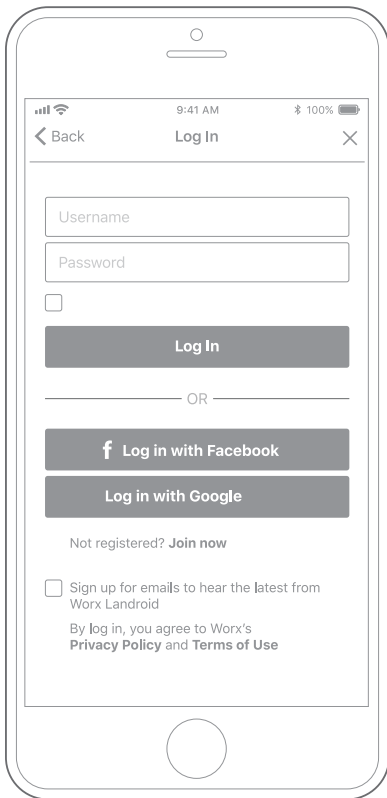 9:41 AM 100%
Back Log In
Username
Password
Log In
OR
f Log in with Facebook
Log in with Google
Not registered? Join now
Sign up for emails to hear the latest from
Worx Landroid
By log in, you agree to Worx's
Privacy Policy and Terms of Use